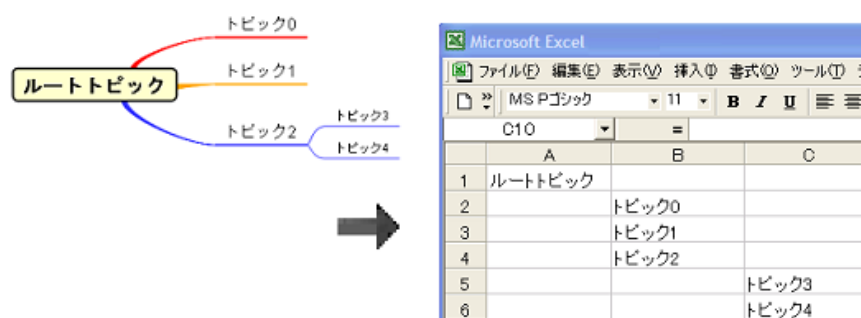 トピック0
トピック1
ルートトピック
トピック2
トピック3
トピック4
Microsoft Excel
ファイル(F) 編集(E) 表示(V) 挿入(I) 書式(O) ツール(T)
MS Pゴシック 11 B I U
C10 =
A B C
1 ルートトピック
2 トピック0
3 トピック1
4 トピック2
5 トピック3
6 トピック4